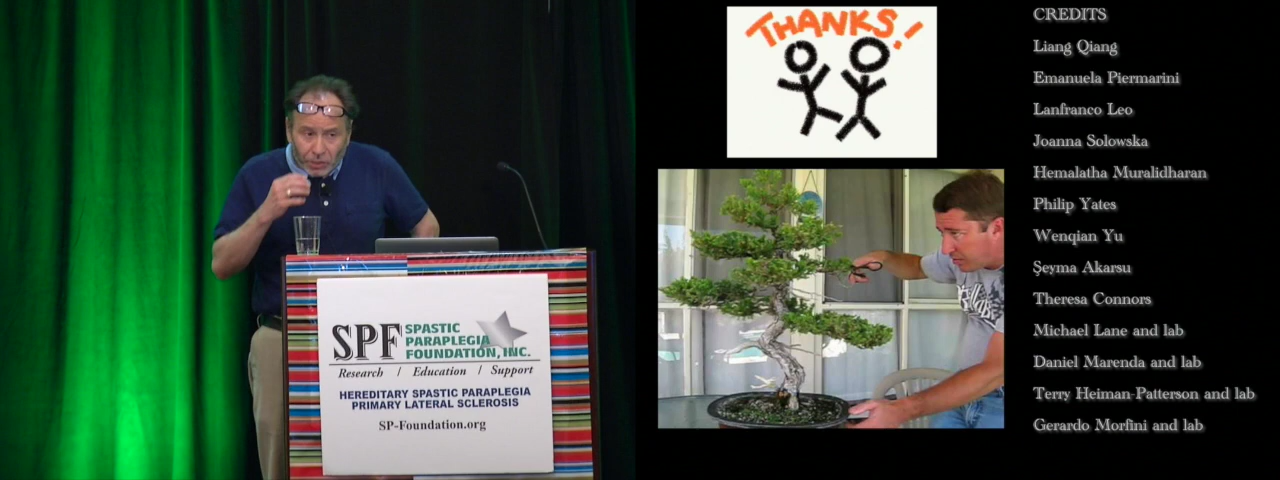 SPF SPASTIC
PARAPLEGIA
FOUNDATION, INC.
Research / Education / Support
HEREDITARY SPASTIC PARAPLEGIA
PRIMARY LATERAL SCLEROSIS
SP-Foundation.org
THANKS!
CREDITS
Liang Qiang
Emanuela Piermarini
Lanfranco Leo
Joanna Solowska
Hemalatha Muralidharan
Philip Yates
Wenqian Yu
Şeyma Akarsu
Theresa Connors
Michael Lane and lab
Daniel Marenda and lab
Terry Heiman-Patterson and lab
Gerardo Morfini and lab